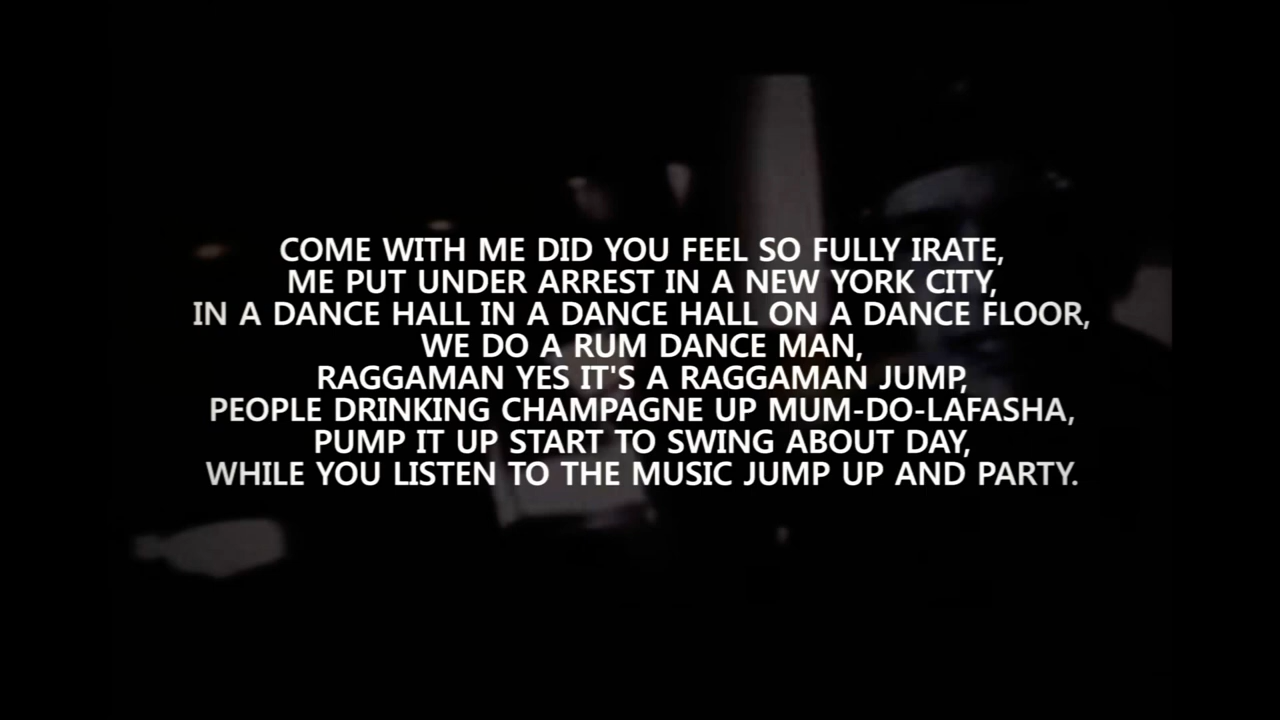 COME WITH ME DID YOU FEEL SO FULLY IRATE,
ME PUT UNDER ARREST IN A NEW YORK CITY,
IN A DANCE HALL IN A DANCE HALL ON A DANCE FLOOR,
WE DO A RUM DANCE MAN,
RAGGAMAN YES IT'S A RAGGAMAN JUMP,
PEOPLE DRINKING CHAMPAGNE UP MUM-DO-LAFASHA,
PUMP IT UP START TO SWING ABOUT DAY,
WHILE YOU LISTEN TO THE MUSIC JUMP UP AND PARTY.